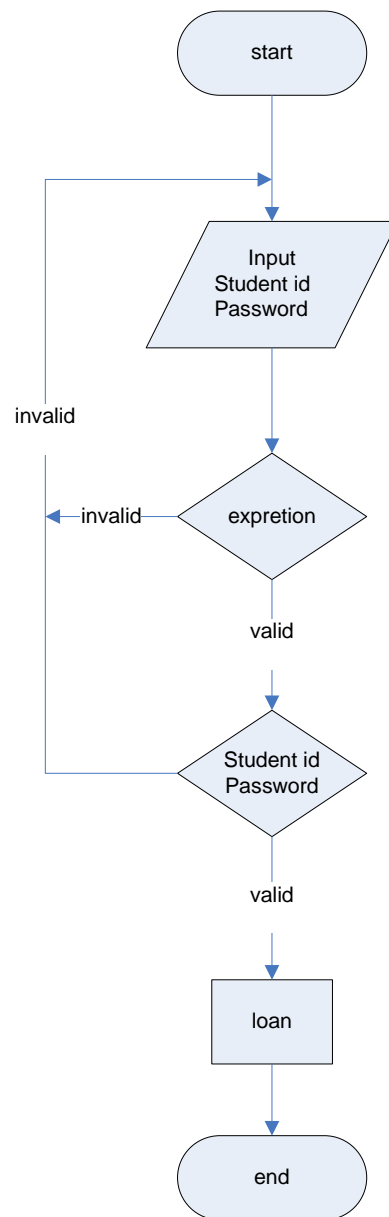 start
Input
Student id
Password
invalid
invalid
expretion
valid
Student id
Password
valid
loan
end